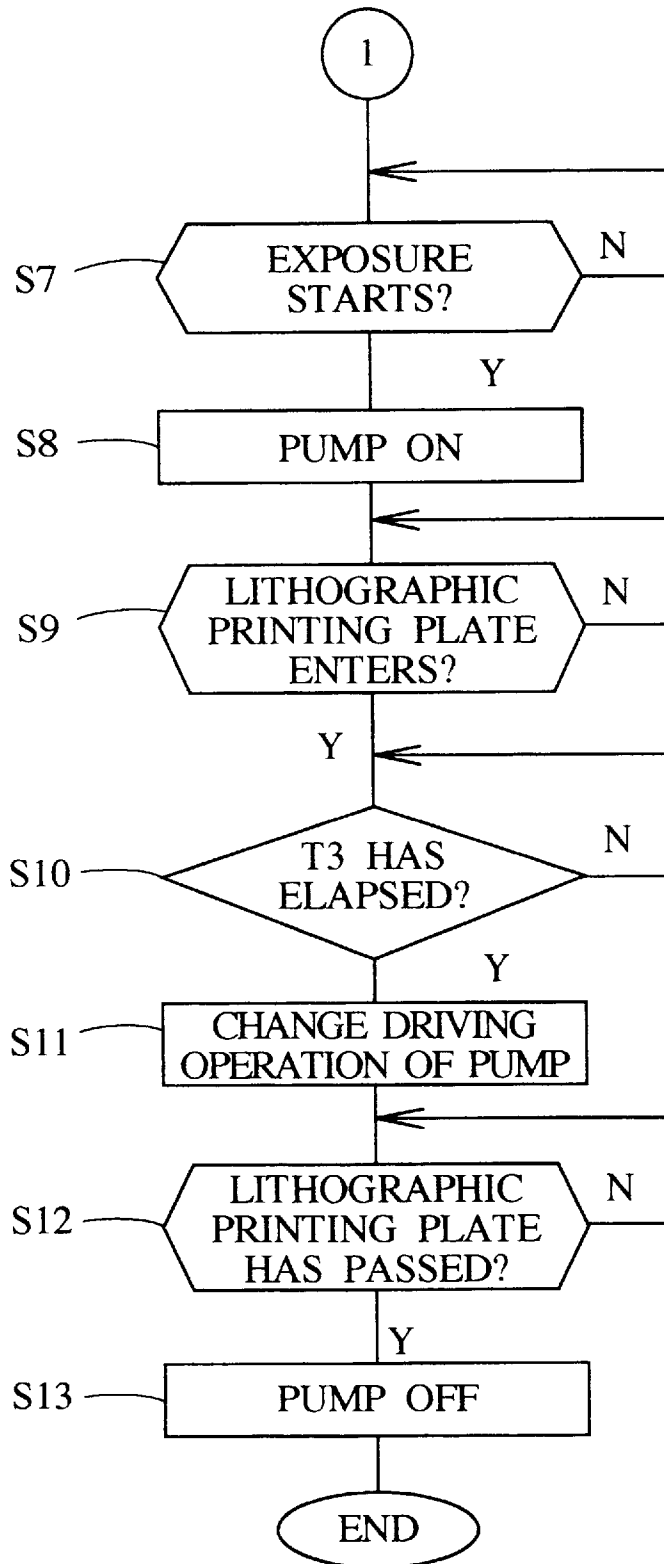 1
S7
EXPOSURE
STARTS?
N
Y
S8
PUMP ON
S9
LITHOGRAPHIC
PRINTING PLATE
ENTERS?
N
Y
S10
T3 HAS
ELAPSED?
N
Y
S11
CHANGE DRIVING
OPERATION OF PUMP
S12
LITHOGRAPHIC
PRINTING PLATE
HAS PASSED?
N
Y
S13
PUMP OFF
END